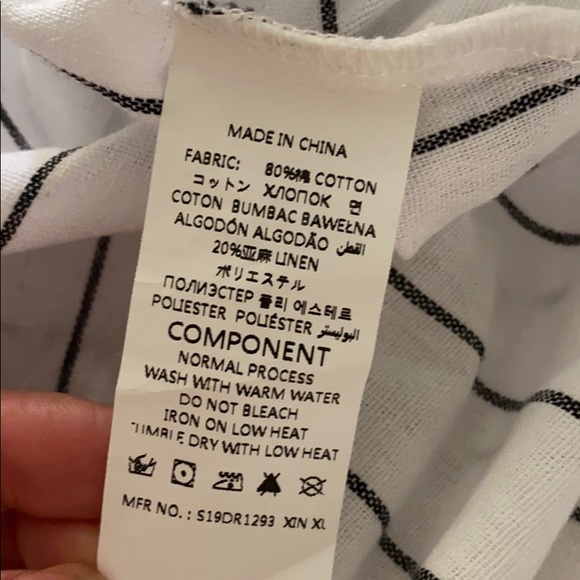 MADE IN CHINA
FABRIC: 80%棉 COTTON
コットン ХЛОПОК 면
COTON BUMBAC BAWEŁNA
ALGODÓN ALGODÃO القطن
20%亚麻 LINEN
ポリエステル
ПОЛИЭСТЕР 폴리 에스테르
POLIESTER POLIÉSTER البوليستر
COMPONENT
NORMAL PROCESS
WASH WITH WARM WATER
DO NOT BLEACH
IRON ON LOW HEAT
TUMBLE DRY WITH LOW HEAT
MFR NO. : S19DR1293 XIN XL